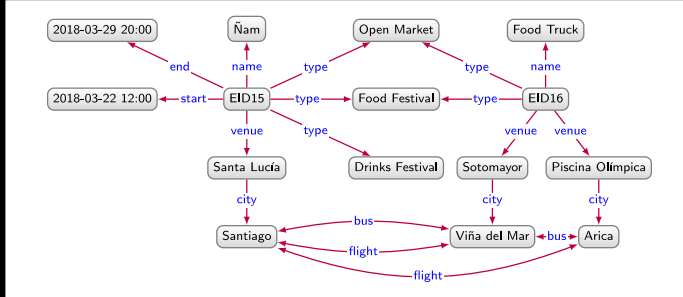 2018-03-29 20:00
Ñam
Open Market
Food Truck
end
name
type
type
name
2018-03-22 12:00
start
EID15
type
Food Festival
type
EID16
venue
type
venue
venue
Santa Lucía
Drinks Festival
Sotomayor
Piscina Olímpica
city
city
city
bus
Santiago
Viña del Mar
bus
Arica
flight
flight